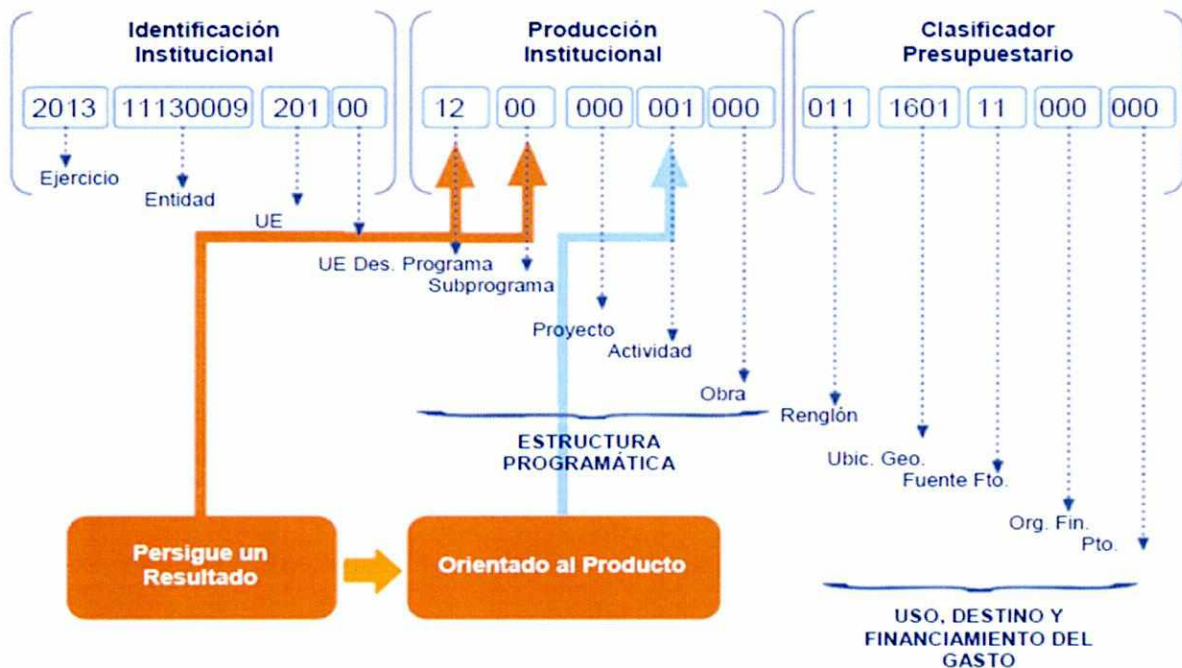 Identificación
Institucional
Producción
Institucional
Clasificador
Presupuestario
2013 11130009 201 00
12 00 000 001 000
011 1601 11 000 000
Ejercicio
Entidad
UE
UE Des. Programa
Subprograma
Proyecto
Actividad
Obra
Renglón
Ubic. Geo.
Fuente Fto.
Org. Fin.
Pto.
ESTRUCTURA
PROGRAMÁTICA
Persigue un
Resultado
Orientado al Producto
USO, DESTINO Y
FINANCIAMIENTO DEL
GASTO